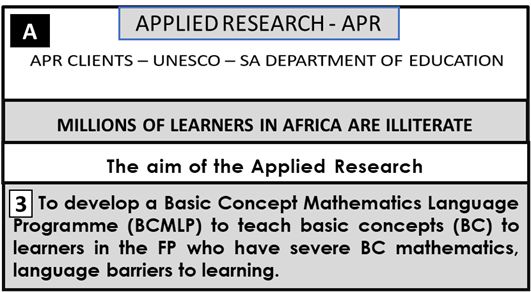 A
APPLIED RESEARCH - APR
APR CLIENTS – UNESCO – SA DEPARTMENT OF EDUCATION
MILLIONS OF LEARNERS IN AFRICA ARE ILLITERATE
The aim of the Applied Research
3 To develop a Basic Concept Mathematics Language
Programme (BCMLP) to teach basic concepts (BC) to
learners in the FP who have severe BC mathematics,
language barriers to learning.